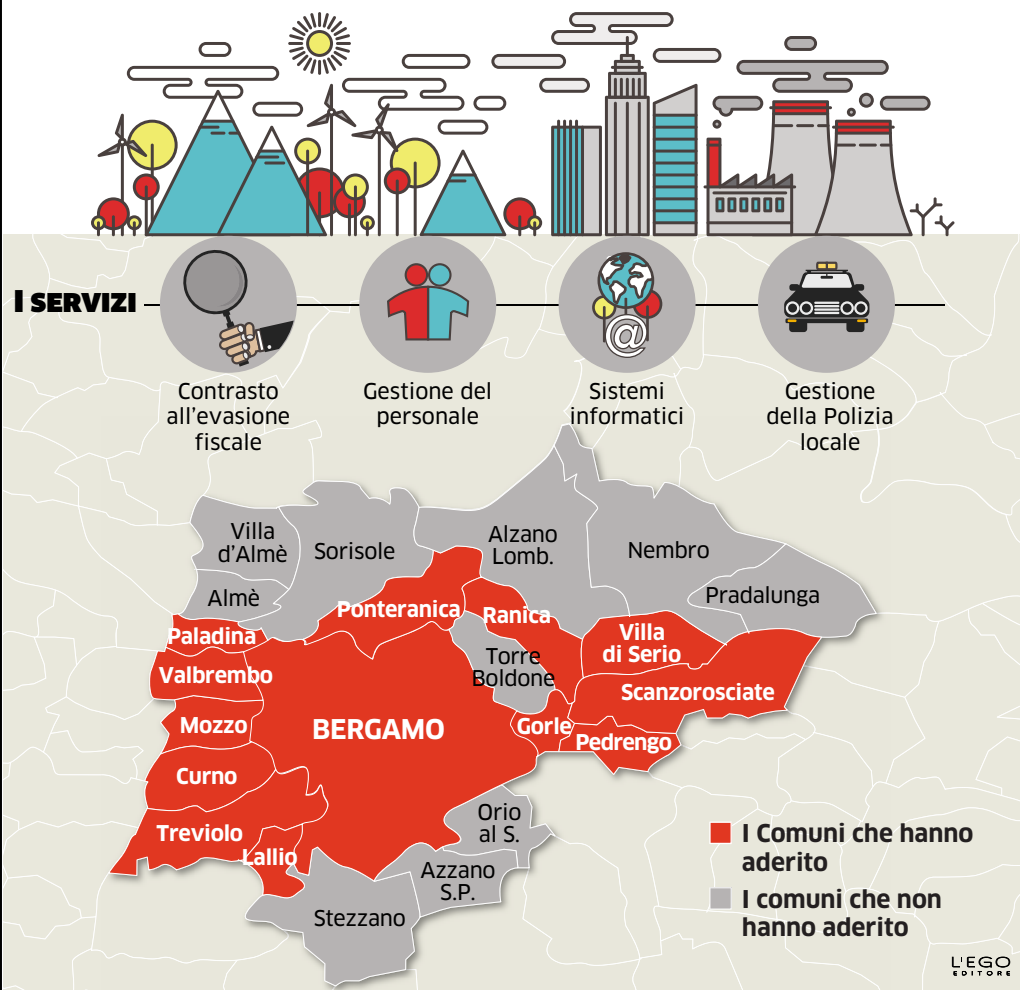 I SERVIZI
Contrasto
all'evasione
fiscale
Gestione del
personale
Sistemi
informatici
@
Gestione
della Polizia
locale
Villa
d'Almè
Sorisole
Alzano
Lomb.
Nembro
Almè
Pradalunga
Ponteranica
Ranica
Paladina
Villa
di Serio
Torre
Boldone
Valbrembo
Scanzorosciate
Mozzo
BERGAMO
Gorle
Pedrengo
Curno
Orio
al S.
Treviolo
Lallio
Azzano
S.P.
Stezzano
I Comuni che hanno
aderito
I comuni che non
hanno aderito
L'EGO
EDITORE